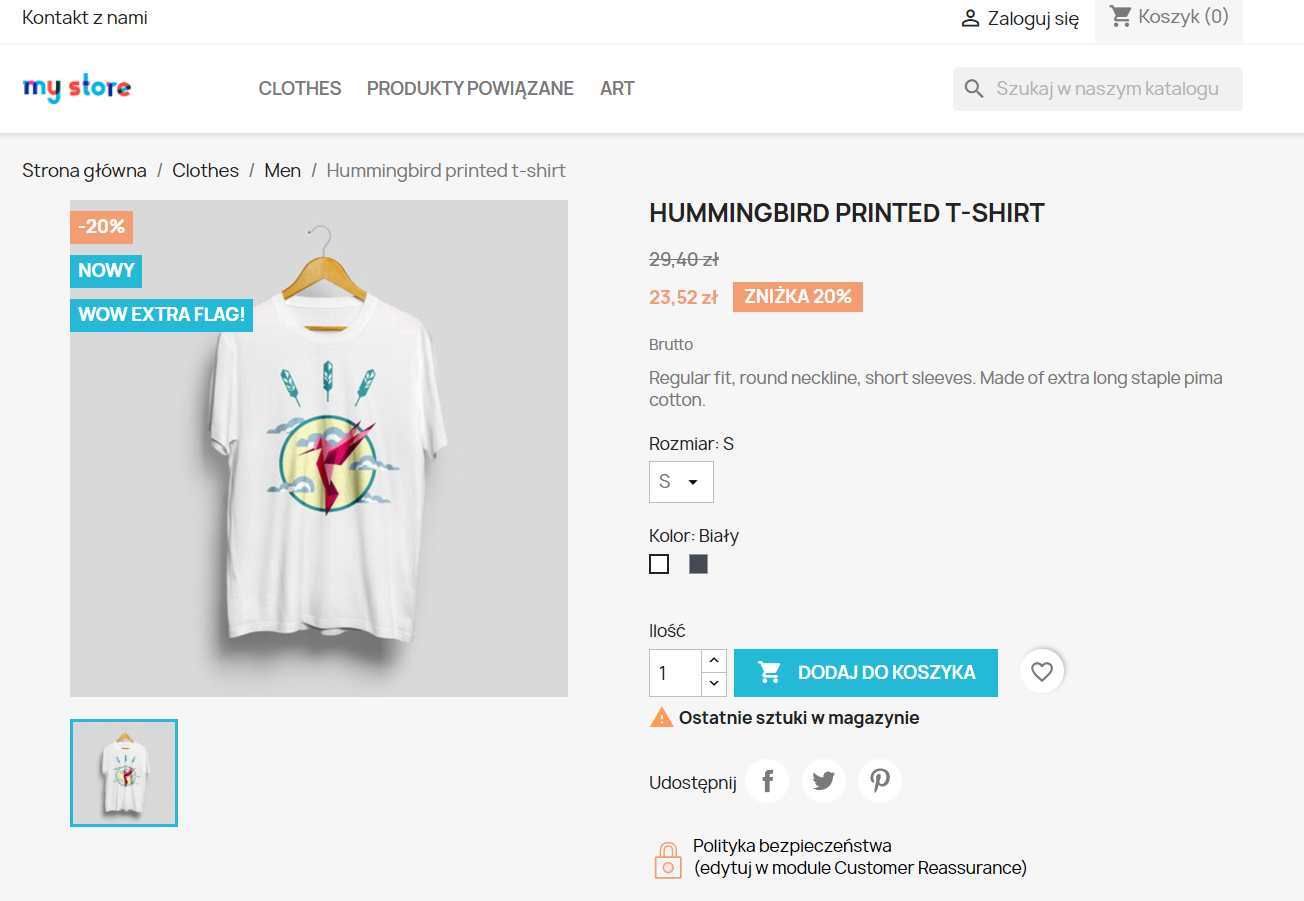 Kontakt z nami
Zaloguj się
Koszyk (0)
my store
CLOTHES
PRODUKTY POWIĄZANE
ART
Szukaj w naszym katalogu
Strona główna / Clothes / Men / Hummingbird printed t-shirt
-20%
NOWY
WOW EXTRA FLAG!
HUMMINGBIRD PRINTED T-SHIRT
29,40 zł
23,52 zł ZNIŻKA 20%
Brutto
Regular fit, round neckline, short sleeves. Made of extra long staple pima
cotton.
Rozmiar: S
S
Kolor: Biały
Ilość
1
DODAJ DO KOSZYKA
Ostatnie sztuki w magazynie
Udostępnij
Polityka bezpieczeństwa
(edytuj w module Customer Reassurance)